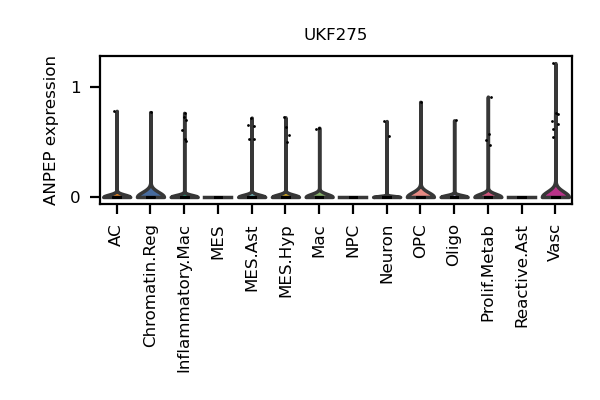 UKF275
ANPEP expression
1
0
AC
Chromatin.Reg
Inflammatory.Mac
MES
MES.Ast
MES.Hyp
Mac
NPC
Neuron
OPC
Oligo
Prolif.Metab
Reactive.Ast
Vasc